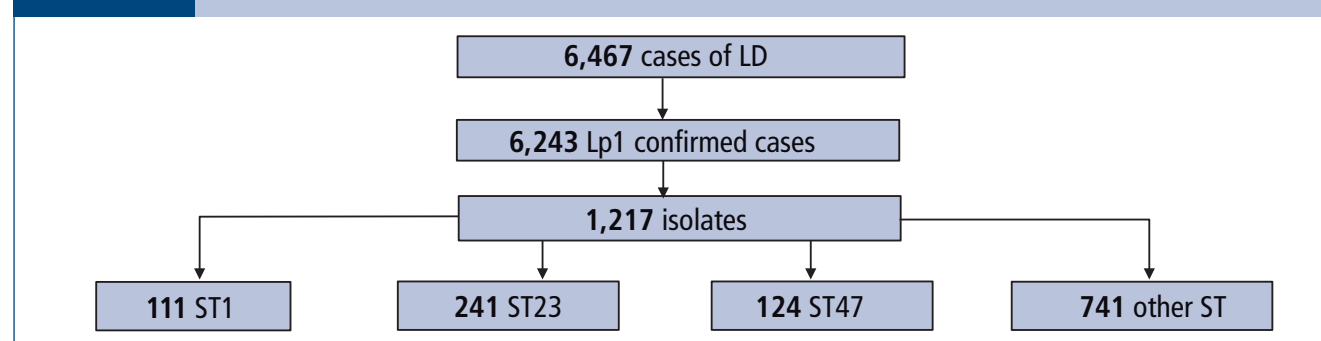 6,467 cases of LD
6,243 Lp1 confirmed cases
1,217 isolates
111 ST1
241 ST23
124 ST47
741 other ST